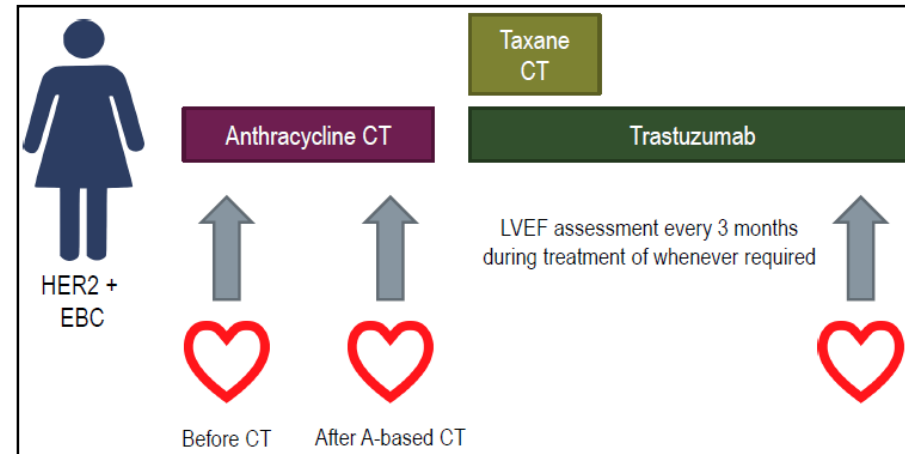 Taxane
CT
Anthracycline CT
Trastuzumab
LVEF assessment every 3 months
during treatment of whenever required
HER2 +
EBC
Before CT
After A-based CT